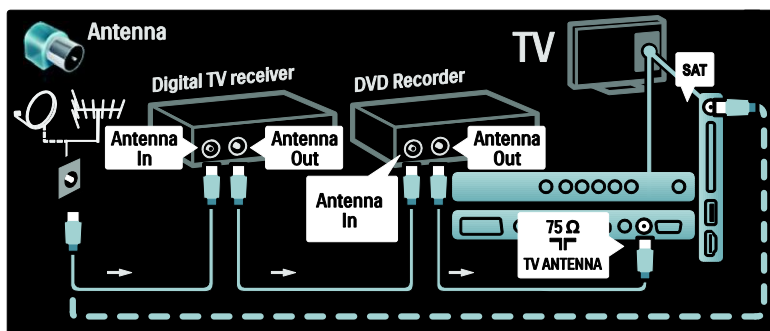 Antenna
TV
Digital TV receiver
DVD Recorder
SAT
Antenna
In
Antenna
Out
Antenna
In
Antenna
Out
75 Ω
TV ANTENNA